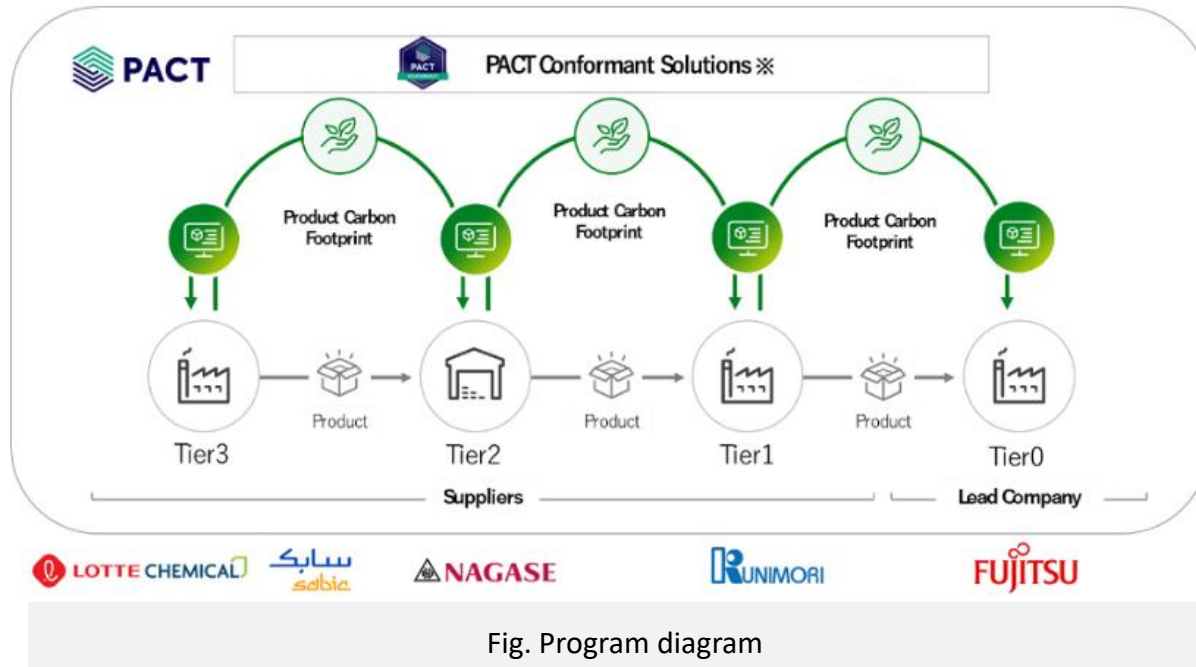 PACT
PACT
PACT Conformant Solutions ※
Product Carbon
Footprint
Product Carbon
Footprint
Product Carbon
Footprint
Product
Product
Product
Tier3
Tier2
Tier1
Tier0
Suppliers
Lead Company
LOTTE CHEMICAL
سابك
sabic
NAGASE
KUNIMORI
FUJITSU
Fig. Program diagram